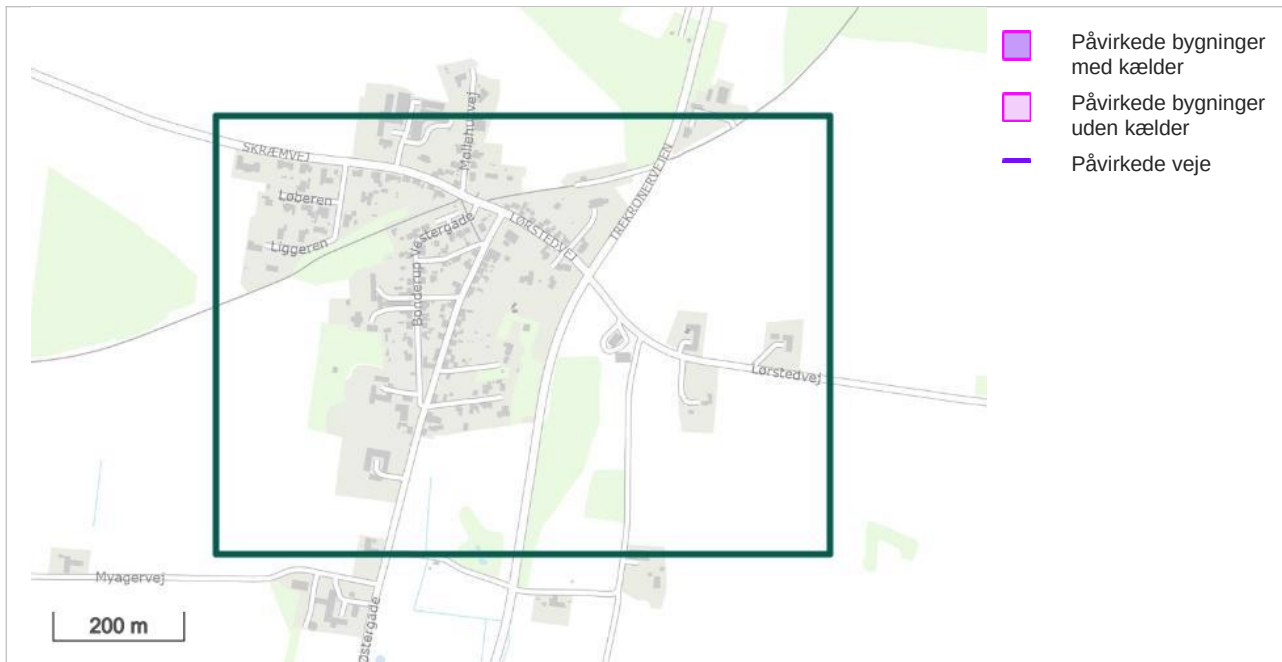 Påvirkede bygninger
med kælder
Påvirkede bygninger
uden kælder
Påvirkede veje
SKRÆMVEJ
Møllehusvej
TREKRONERVEJEN
Løberen
Bonderup Vestergade
LØRSTEDVEJ
Liggeren
Lørstedvej
Myagervej
200 m
Østergade